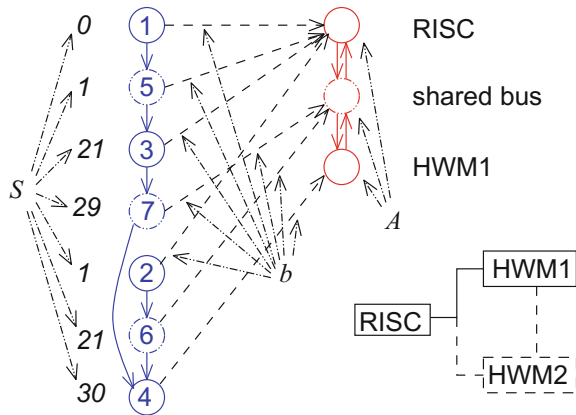 0 1 RISC
1 5 shared bus
21 3 HWM1
S 29 7 A
1 2 b HWM1
RISC
21 6 HWM2
30 4